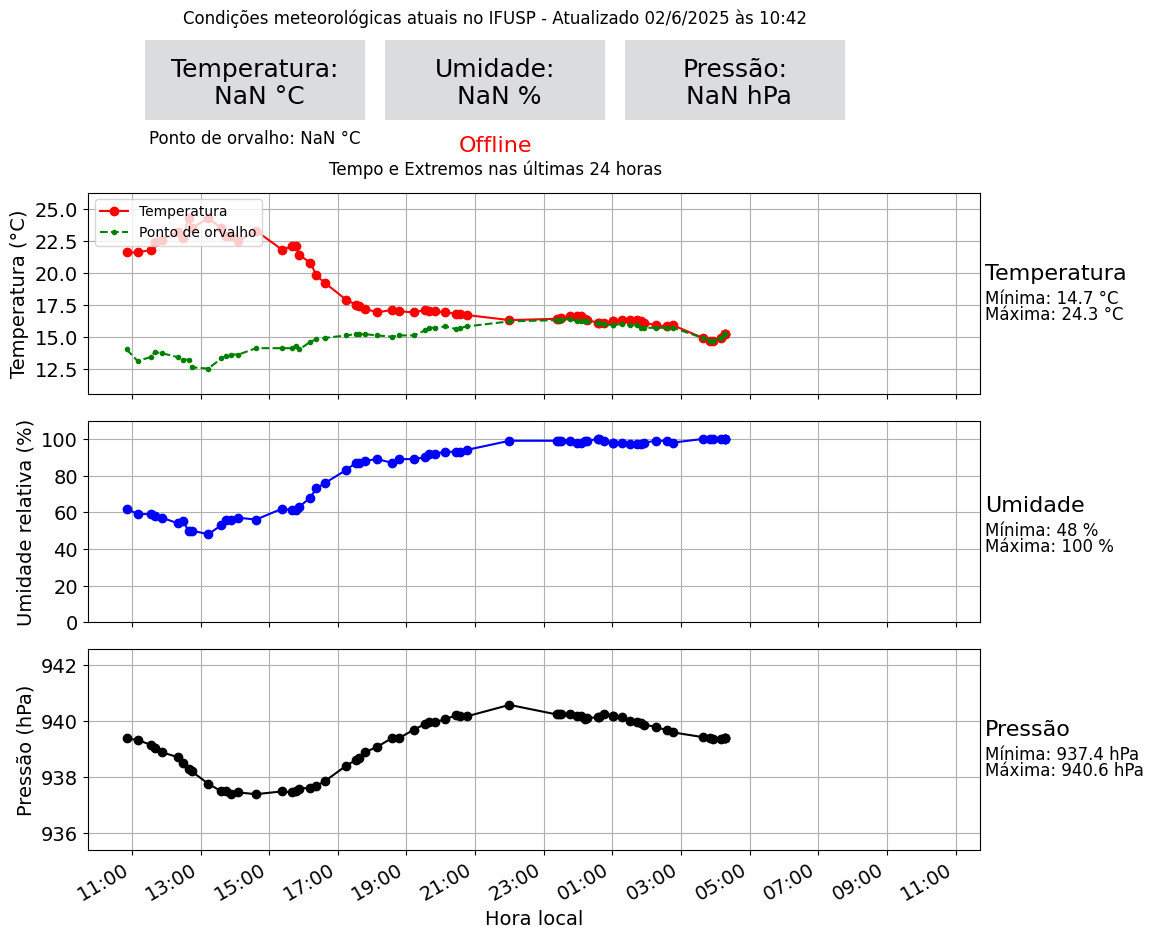 Condições meteorológicas atuais no IFUSP - Atualizado 02/6/2025 às 10:42
Temperatura:
NaN °C
Umidade:
NaN %
Pressão:
NaN hPa
Ponto de orvalho: NaN °C
Offline
Tempo e Extremos nas últimas 24 horas
Temperatura (°C)
25.0
22.5
20.0
17.5
15.0
12.5
Temperatura
Ponto de orvalho
Temperatura
Mínima: 14.7 °C
Máxima: 24.3 °C
Umidade relativa (%)
100
80
60
40
20
0
Umidade
Mínima: 48 %
Máxima: 100 %
Pressão (hPa)
942
940
938
936
Pressão
Mínima: 937.4 hPa
Máxima: 940.6 hPa
11:00 13:00 15:00 17:00 19:00 21:00 23:00 01:00 03:00 05:00 07:00 09:00 11:00
Hora local